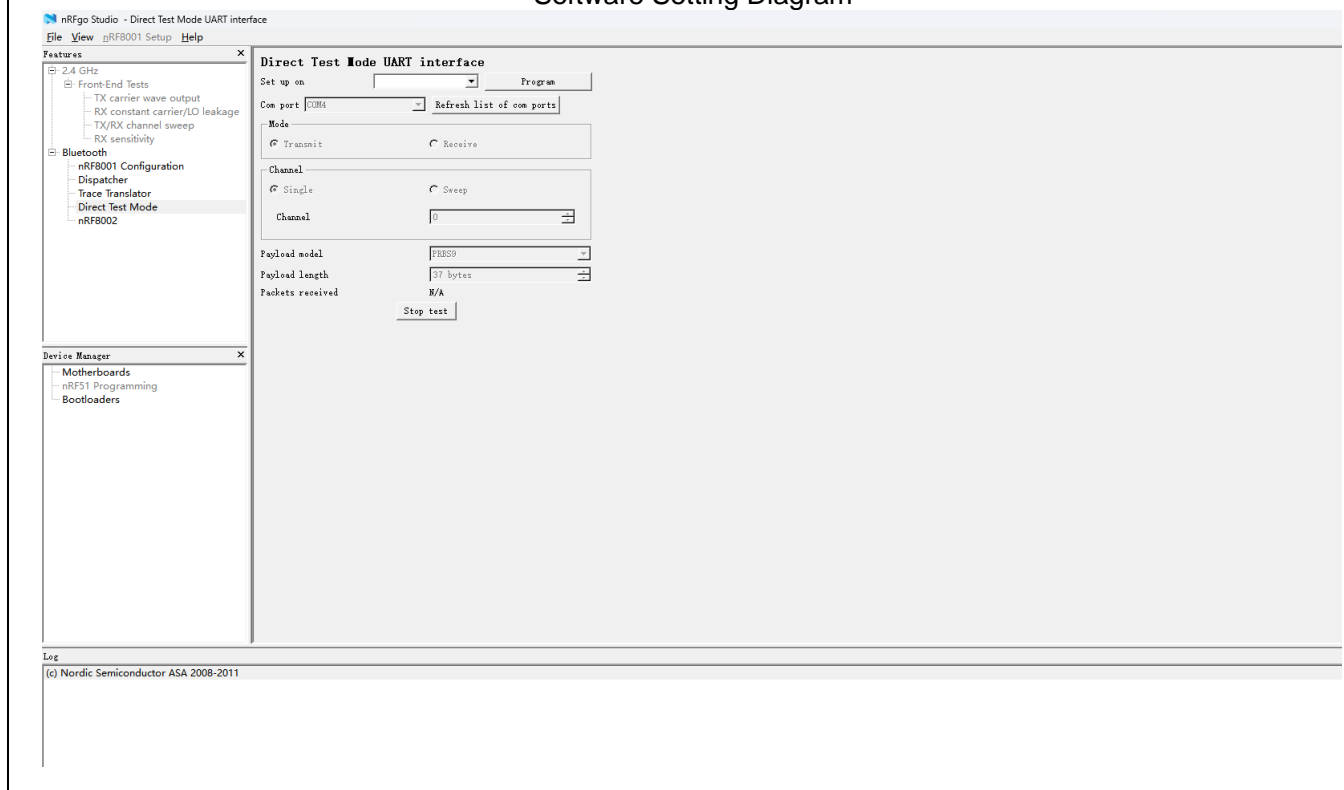 Software Setting Diagram
nRFgo Studio - Direct Test Mode UART interface
File View nRF8001 Setup Help
Features ×
2.4 GHz
Front-End Tests
TX carrier wave output
RX constant carrier/LO leakage
TX/RX channel sweep
RX sensitivity
Bluetooth
nRF8001 Configuration
Dispatcher
Trace Translator
Direct Test Mode
nRF8002
Device Manager ×
Motherboards
nRF51 Programming
Bootloaders
Direct Test Mode UART interface
Set up on Program
Com port COM4 Refresh list of com ports
Mode
Transmit Receive
Channel
Single Sweep
Channel 0
Payload model PRBS9
Payload length 37 bytes
Packets received N/A
Stop test
Log
(c) Nordic Semiconductor ASA 2008-2011